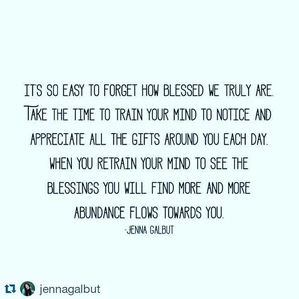 IT'S SO EASY TO FORGET HOW BLESSED WE TRULY ARE.
TAKE THE TIME TO TRAIN YOUR MIND TO NOTICE AND
APPRECIATE ALL THE GIFTS AROUND YOU EACH DAY.
WHEN YOU RETRAIN YOUR MIND TO SEE THE
BLESSINGS YOU WILL FIND MORE AND MORE
ABUNDANCE FLOWS TOWARDS YOU.
-JENNA GALBUT
jennagalbut